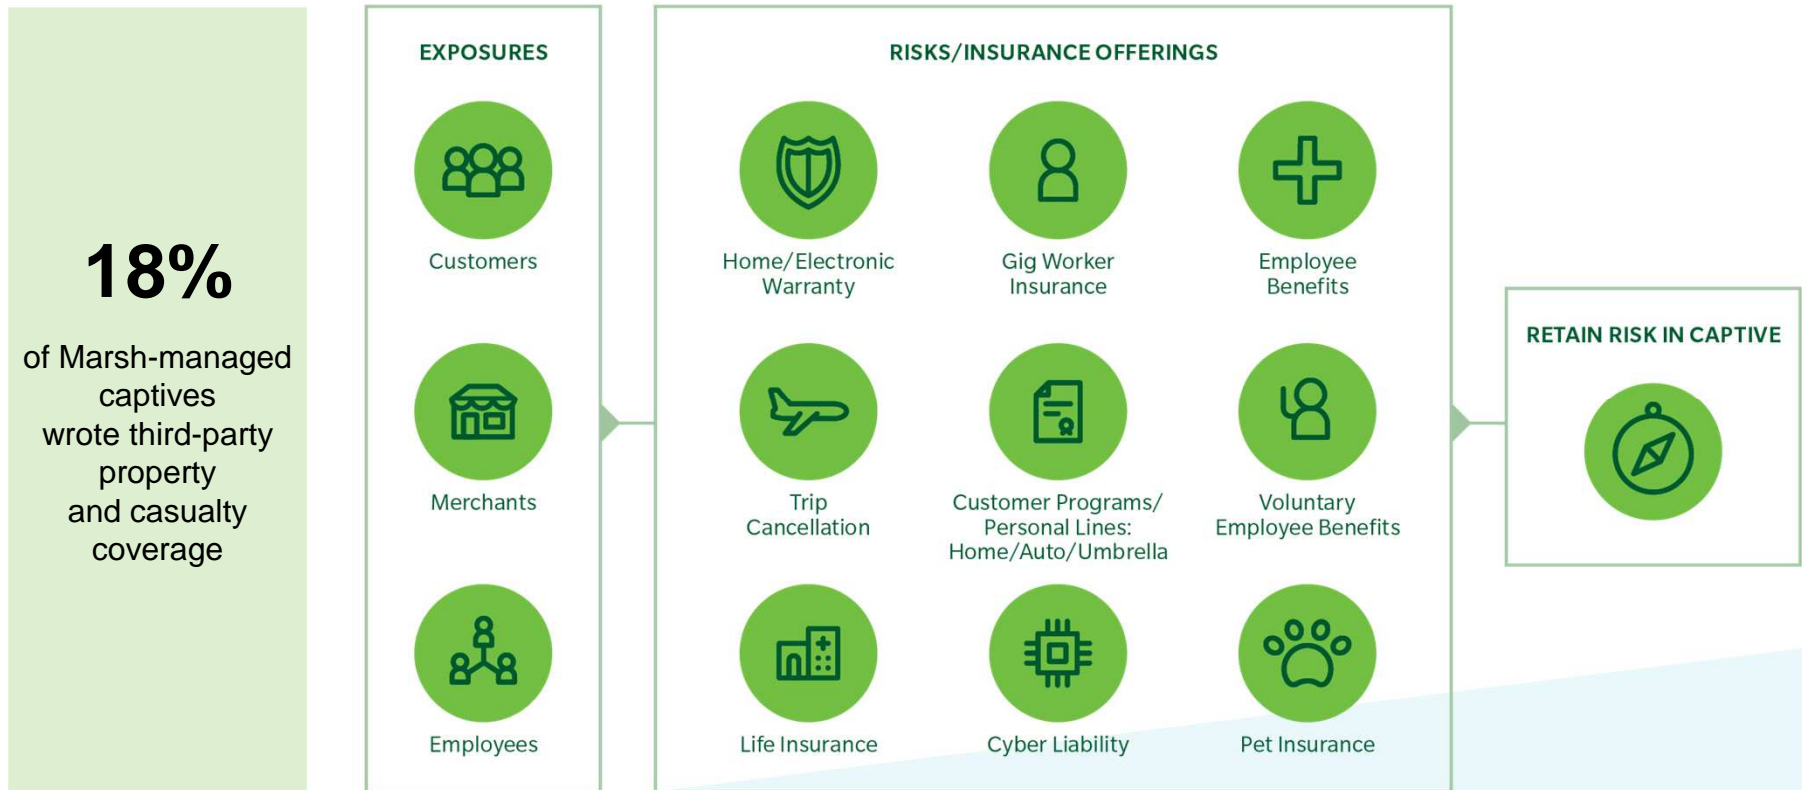 18%
of Marsh-managed
captives
wrote third-party
property
and casualty
coverage
EXPOSURES
Customers
Merchants
Employees
RISKS/INSURANCE OFFERINGS
Home/Electronic
Warranty
Gig Worker
Insurance
Employee
Benefits
Trip
Cancellation
Customer Programs/
Personal Lines:
Home/Auto/Umbrella
Voluntary
Employee Benefits
Life Insurance
Cyber Liability
Pet Insurance
RETAIN RISK IN CAPTIVE